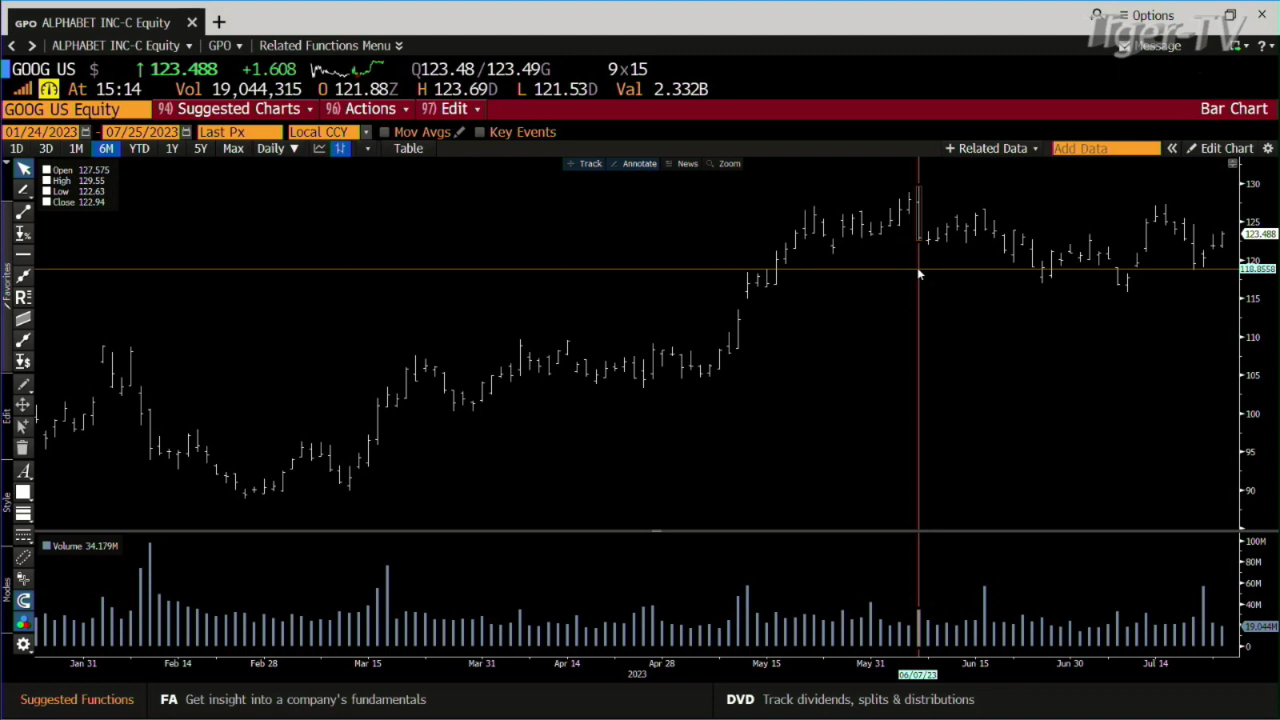 GPO ALPHABET INC-C Equity × +
Options
Tiger-TV
< > ALPHABET INC-C Equity ▾ GPO ▾ Related Functions Menu
Message
GOOG US $ ↑ 123.488 +1.608 Q123.48/123.49G 9x15
At 15:14 Vol 19,044,315 O 121.88Z H 123.69D L 121.53D Val 2.332B
GOOG US Equity 94) Suggested Charts 96) Actions 97) Edit Bar Chart
01/24/2023 - 07/25/2023 Last Px Local CCY Mov Avgs Key Events
1D 3D 1M 6M YTD 1Y 5Y Max Daily ▼ Table + Related Data Add Data « Edit Chart
Track Annotate News Zoom
Open 127.575
High 129.55
Low 122.63
Close 122.94
130
125
123.488
120
118.8558
115
110
105
100
95
90
Favorites
Edit
Style
Modes
Volume 34.179M
100M
80M
60M
40M
19.044M
0
Jan 31 Feb 14 Feb 28 Mar 15 Mar 31 Apr 14 Apr 28 May 15 May 31 Jun 15 Jun 30 Jul 14
2023 06/07/23
Suggested Functions FA Get insight into a company's fundamentals DVD Track dividends, splits & distributions